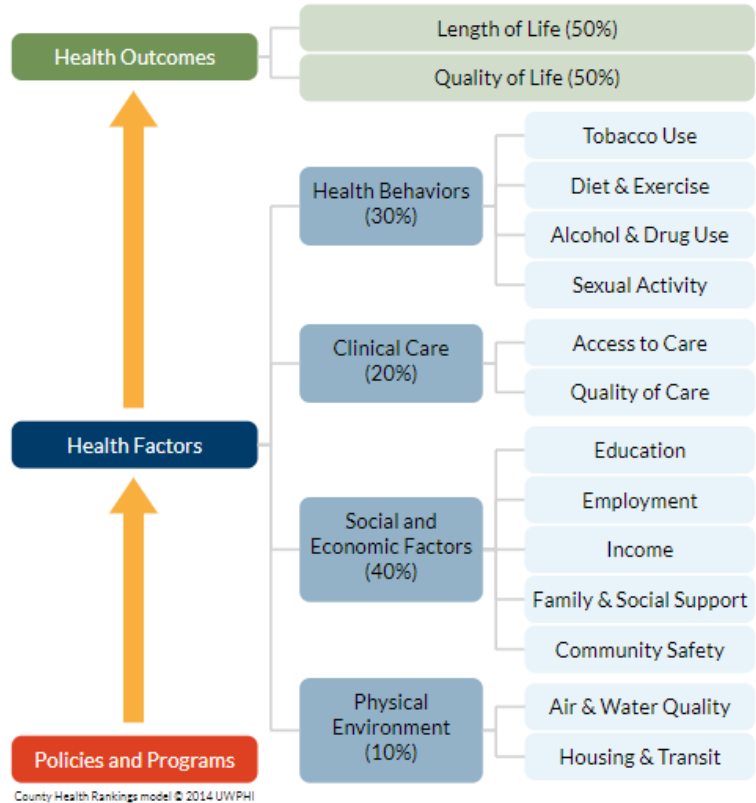 Health Outcomes
Length of Life (50%)
Quality of Life (50%)
Health Behaviors
(30%)
Tobacco Use
Diet & Exercise
Alcohol & Drug Use
Sexual Activity
Clinical Care
(20%)
Access to Care
Quality of Care
Health Factors
Social and
Economic Factors
(40%)
Education
Employment
Income
Family & Social Support
Community Safety
Physical
Environment
(10%)
Air & Water Quality
Housing & Transit
Policies and Programs
County Health Rankings model © 2014 UWPHI